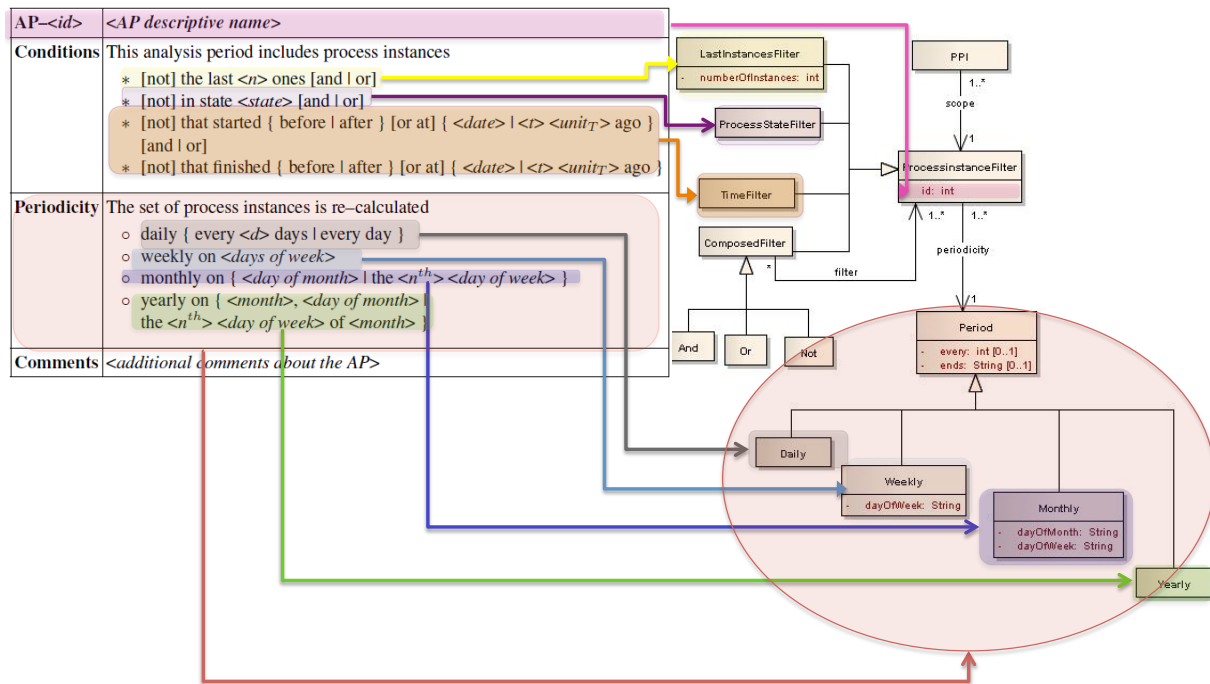 AP–<id> <AP descriptive name>
Conditions This analysis period includes process instances
∗ [not] the last <n> ones [and | or]
∗ [not] in state <state> [and | or]
∗ [not] that started { before | after } [or at] { <date> | <t> <unit_T> ago }
[and | or]
∗ [not] that finished { before | after } [or at] { <date> | <t> <unit_T> ago }
Periodicity The set of process instances is re–calculated
○ daily { every <d> days | every day }
○ weekly on <days of week>
○ monthly on { <day of month> | the <n^th> <day of week> }
○ yearly on { <month>, <day of month> |
the <n^th> <day of week> of <month> }
Comments <additional comments about the AP>
LastInstancesFliter
- numberOfInstances: int
ProcessStateFilter
TimeFilter
ComposedFilter
*
filter
And
Or
Not
PPI
1..*
scope
1
ProcessinstanceFilter
id: int
1..*
1..*
periodicity
1
Period
- every: int [0..1]
- ends: String [0..1]
Daily
Weekly
- dayOfWeek: String
Monthly
- dayOfMonth: String
- dayOfWeek: String
Yearly